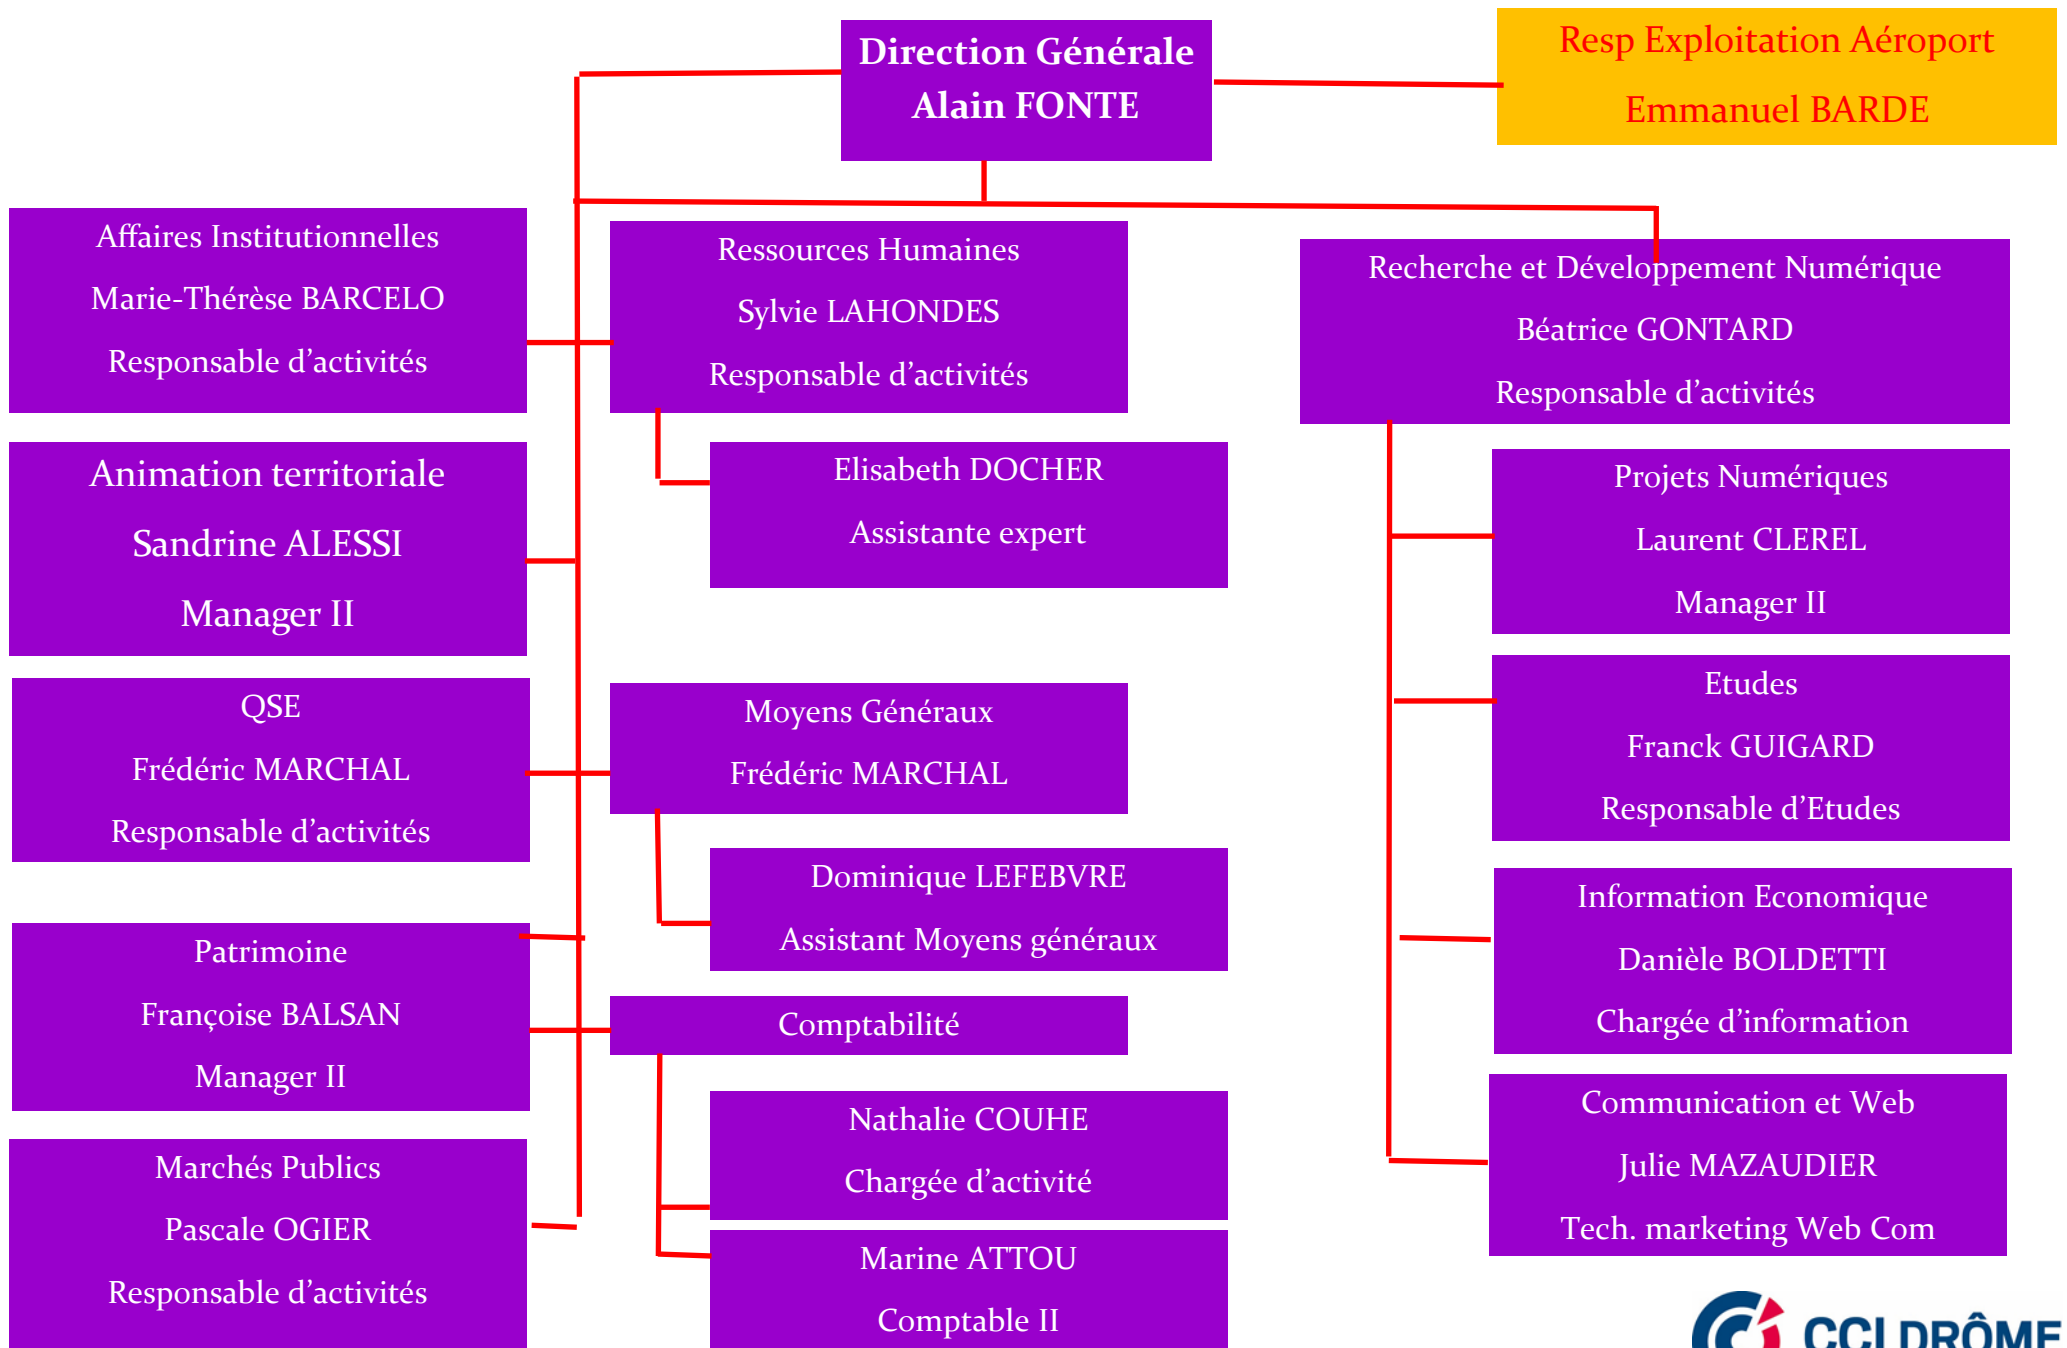 Direction Générale
Alain FONTE
Resp Exploitation Aéroport
Emmanuel BARDE
Affaires Institutionnelles
Marie-Thérèse BARCELO
Responsable d’activités
Ressources Humaines
Sylvie LAHONDES
Responsable d’activités
Recherche et Développement Numérique
Béatrice GONTARD
Responsable d’activités
Animation territoriale
Sandrine ALESSI
Manager II
Elisabeth DOCHER
Assistante expert
Projets Numériques
Laurent CLEREL
Manager II
QSE
Frédéric MARCHAL
Responsable d’activités
Moyens Généraux
Frédéric MARCHAL
Etudes
Franck GUIGARD
Responsable d’Etudes
Dominique LEFEBVRE
Assistant Moyens généraux
Information Economique
Danièle BOLDETTI
Chargée d’information
Patrimoine
Françoise BALSAN
Manager II
Comptabilité
Nathalie COUHE
Chargée d’activité
Communication et Web
Julie MAZAUDIER
Tech. marketing Web Com
Marchés Publics
Pascale OGIER
Responsable d’activités
Marine ATTOU
Comptable II
CCI DRÔME